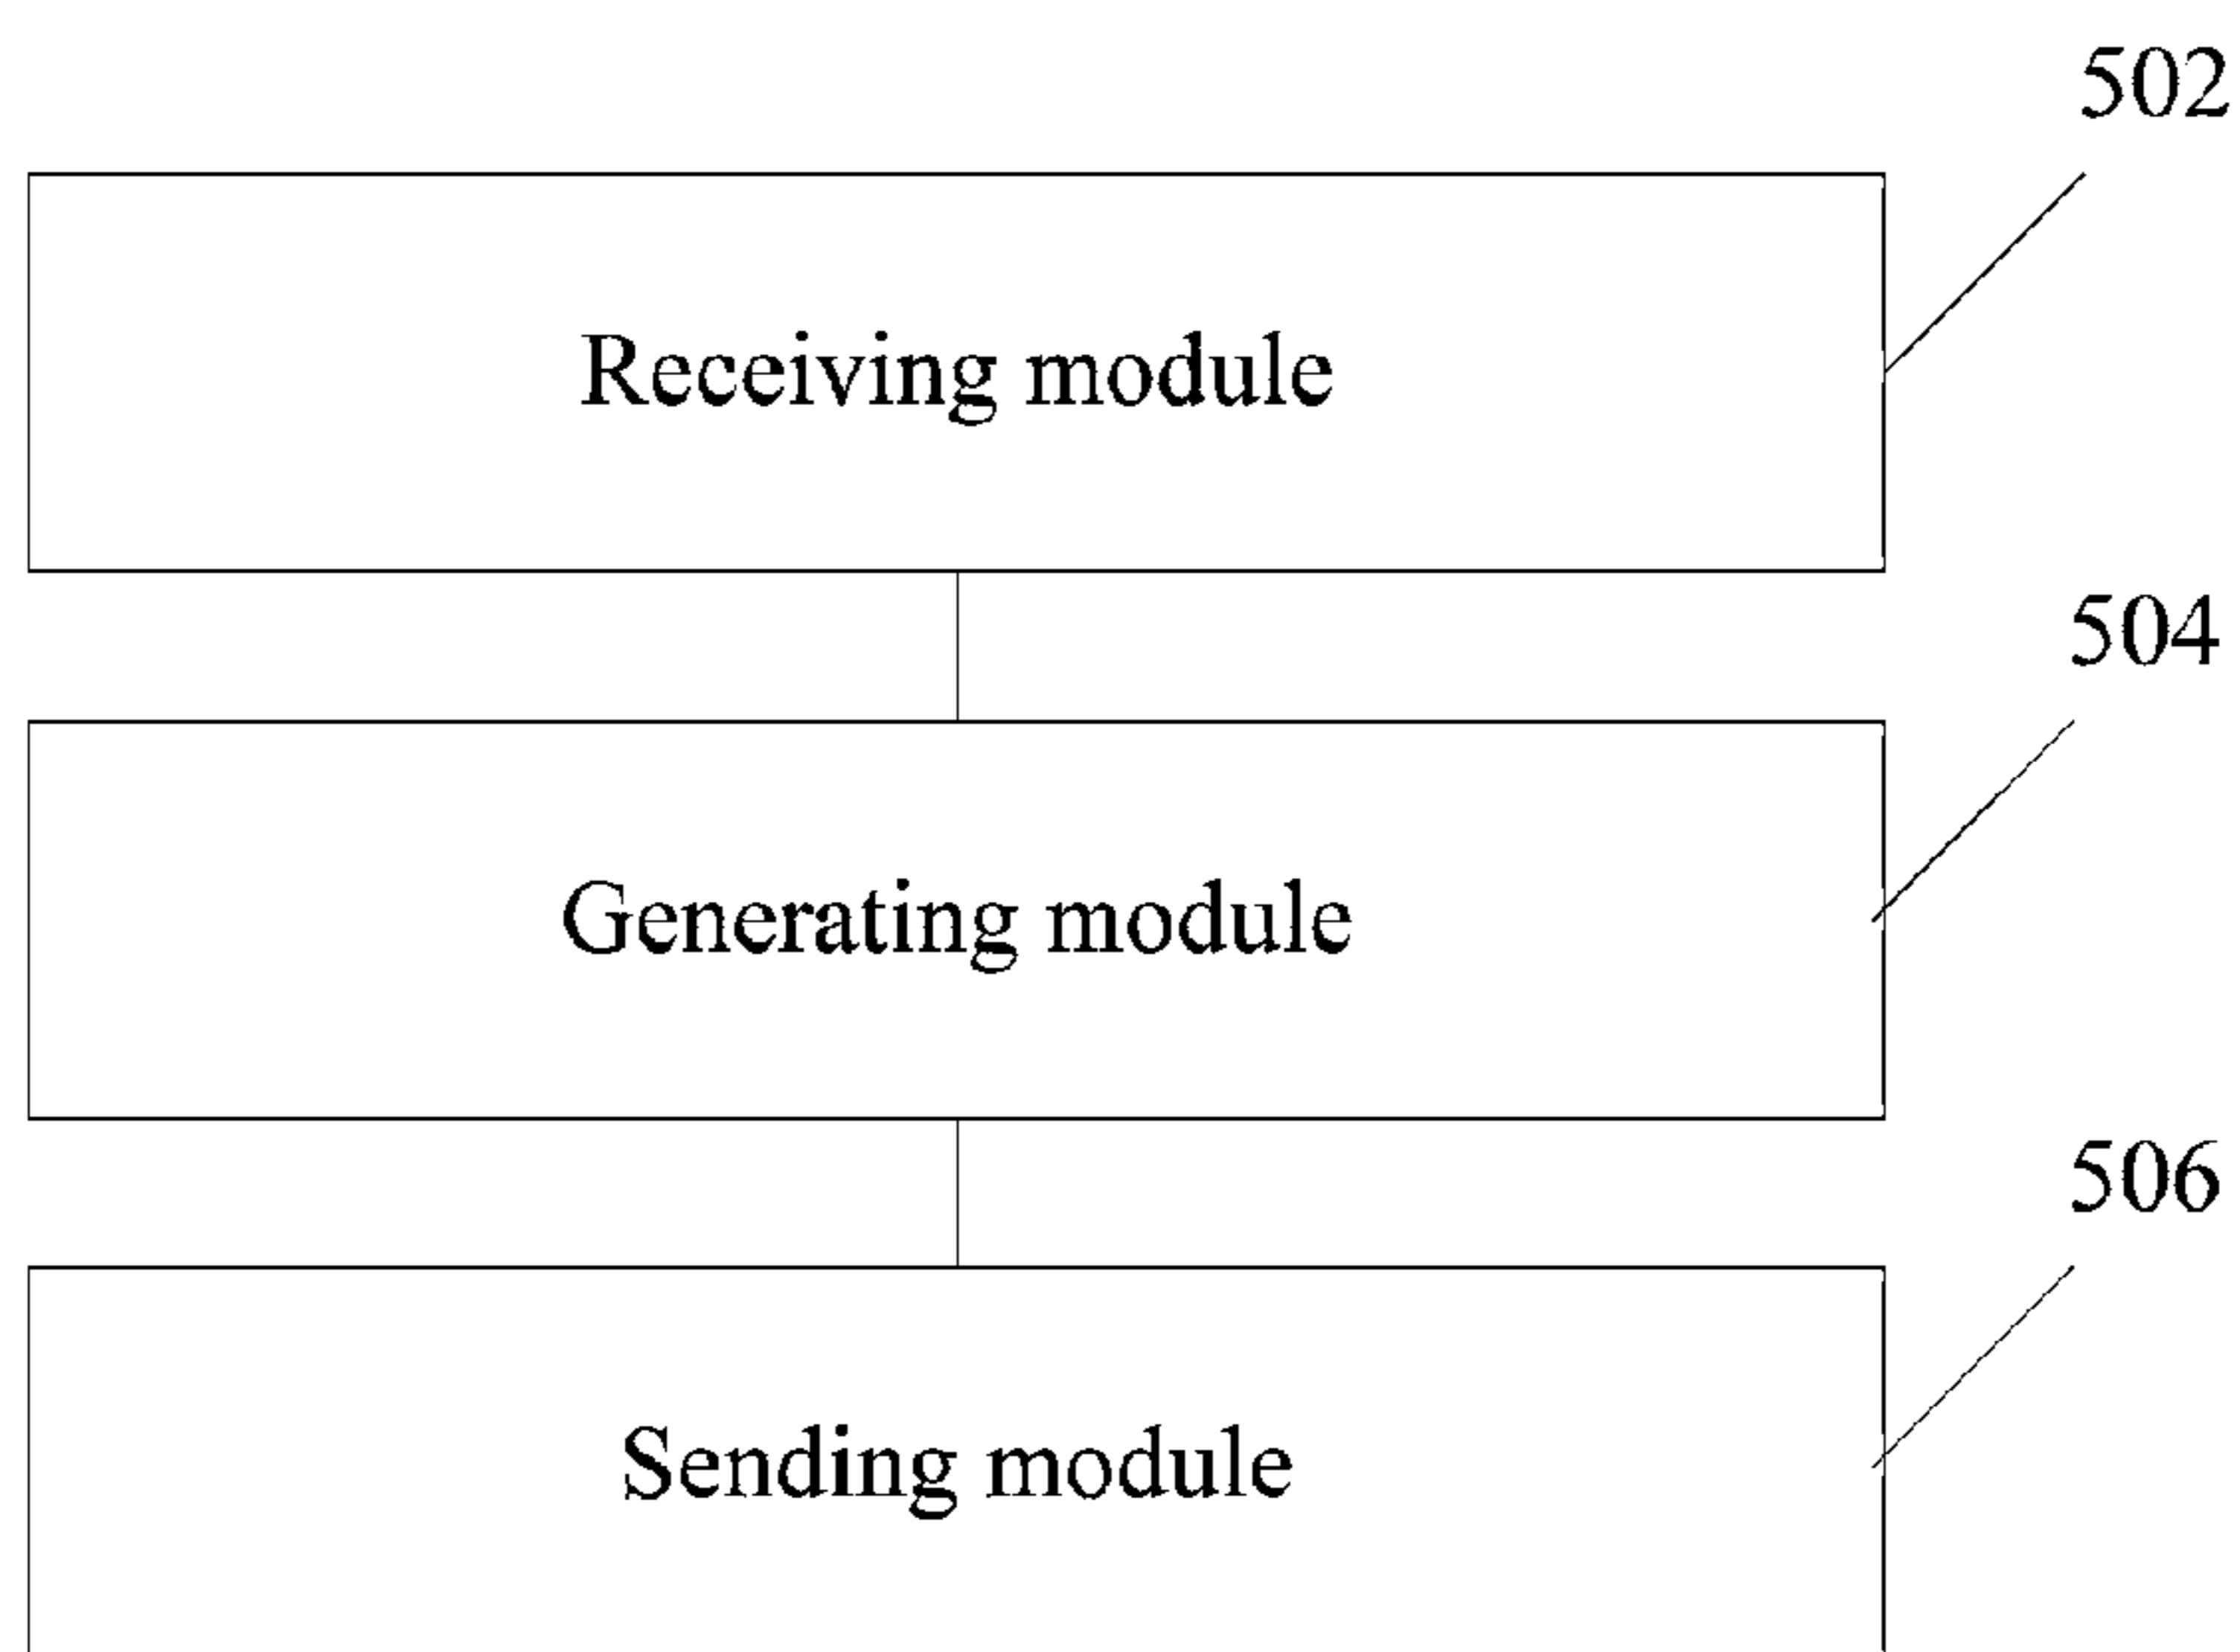 502
Receiving module
504
Generating module
506
Sending module